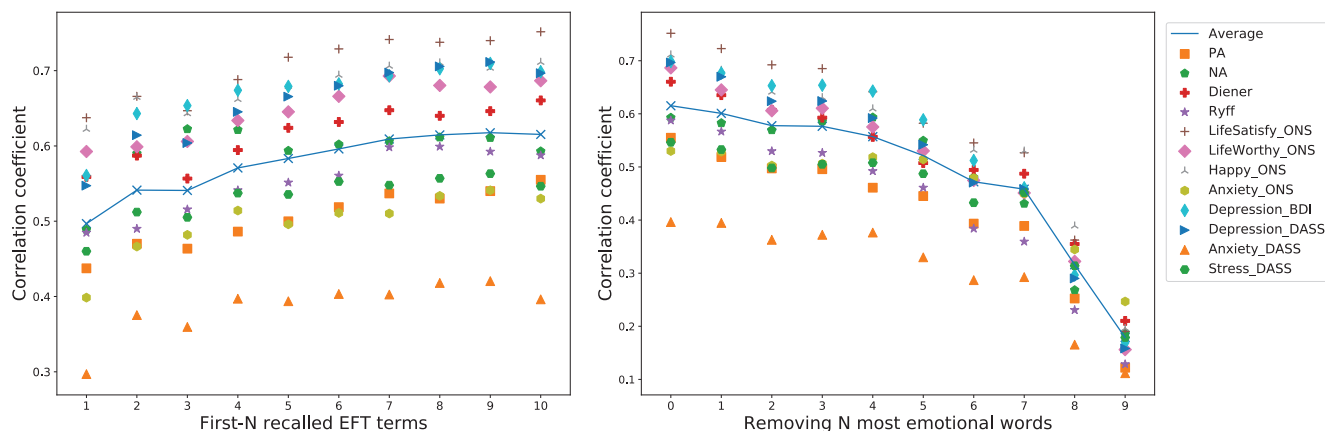 0.7
0.6
0.5
0.4
0.3
Correlation coefficient
1 2 3 4 5 6 7 8 9 10
First-N recalled EFT terms
0.7
0.6
0.5
0.4
0.3
0.2
0.1
Correlation coefficient
0 1 2 3 4 5 6 7 8 9
Removing N most emotional words
Average
PA
NA
Diener
Ryff
LifeSatisfy_ONS
LifeWorthy_ONS
Happy_ONS
Anxiety_ONS
Depression_BDI
Depression_DASS
Anxiety_DASS
Stress_DASS